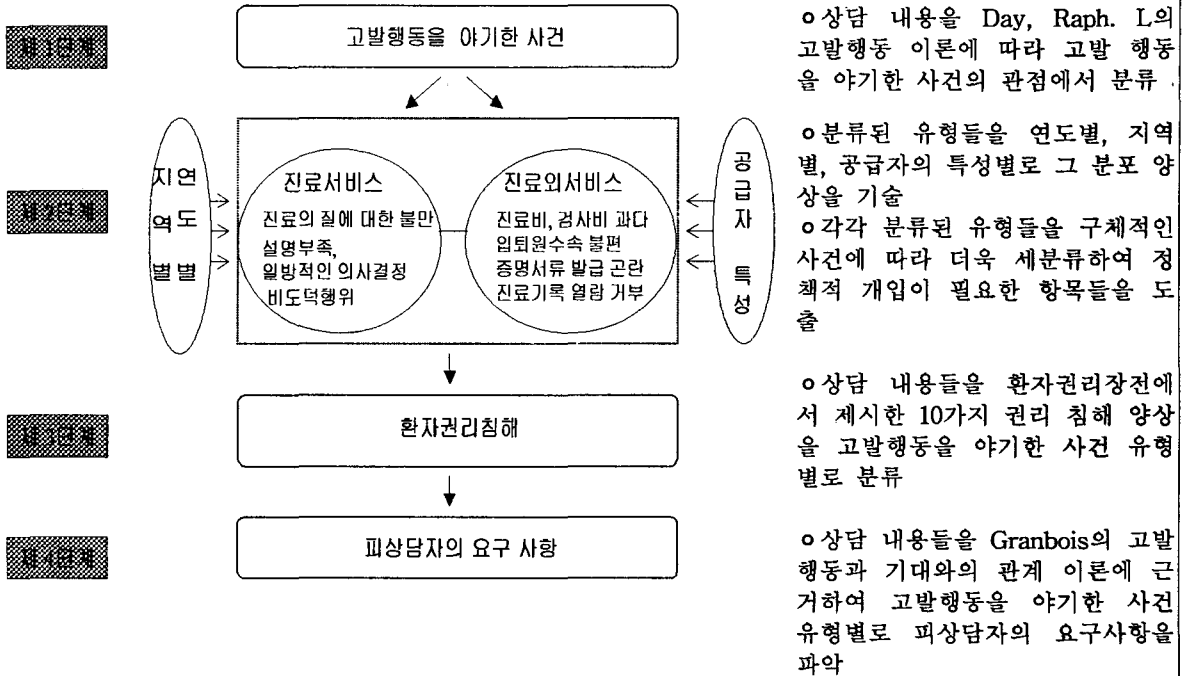 제1단계
고발행동을 야기한 사건
ㅇ상담 내용을 Day, Raph. L의
고발행동 이론에 따라 고발 행동
을 야기한 사건의 관점에서 분류
제2단계
지역별
연도별
진료서비스
진료의 질에 대한 불만
설명부족,
일방적인 의사결정
비도덕행위
진료외서비스
진료비, 검사비 과다
입퇴원수속 불편
증명서류 발급 곤란
진료기록 열람 거부
공급자 특성
ㅇ분류된 유형들을 연도별, 지역
별, 공급자의 특성별로 그 분포 양
상을 기술
ㅇ각각 분류된 유형들을 구체적인
사건에 따라 더욱 세분류하여 정
책적 개입이 필요한 항목들을 도
출
제3단계
환자권리침해
ㅇ상담 내용들을 환자권리장전에
서 제시한 10가지 권리 침해 양상
을 고발행동을 야기한 사건 유형
별로 분류
제4단계
피상담자의 요구 사항
ㅇ상담 내용들을 Granbois의 고발
행동과 기대와의 관계 이론에 근
거하여 고발행동을 야기한 사건
유형별로 피상담자의 요구사항을
파악